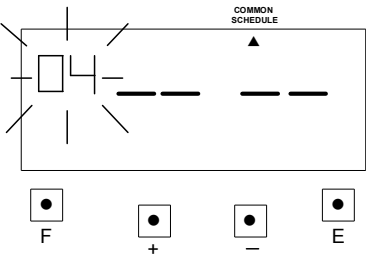 COMMON
SCHEDULE
▲
04 -- --
F + – E